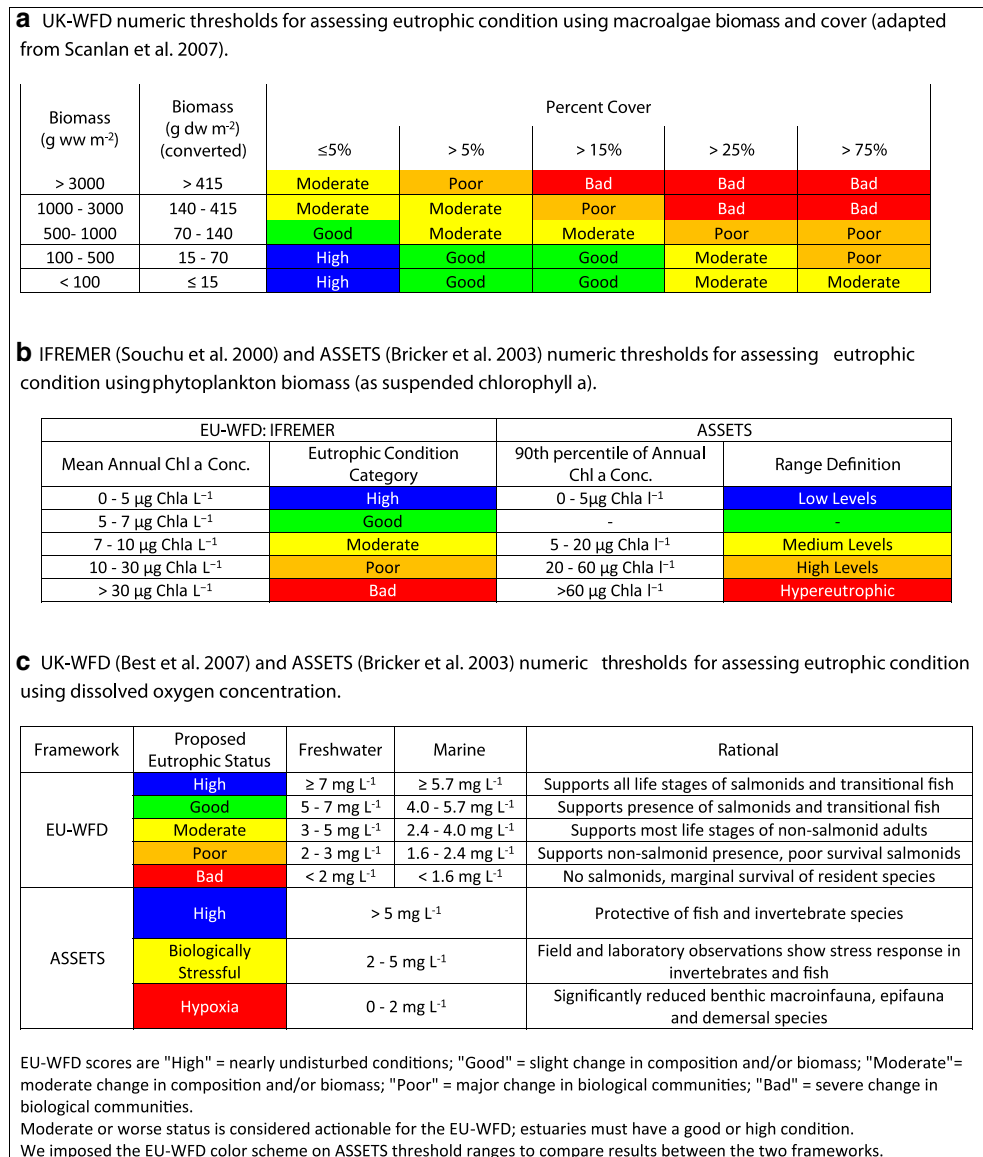 a UK-WFD numeric thresholds for assessing eutrophic condition using macroalgae biomass and cover (adapted
from Scanlan et al. 2007).
Biomass (g ww m-2) Biomass (g dw m-2) (converted) Percent Cover
≤5% > 5% > 15% > 25% > 75%
> 3000 > 415 Moderate Poor Bad Bad Bad
1000 - 3000 140 - 415 Moderate Moderate Poor Bad Bad
500- 1000 70 - 140 Good Moderate Moderate Poor Poor
100 - 500 15 - 70 High Good Good Moderate Poor
< 100 ≤ 15 High Good Good Moderate Moderate
b IFREMER (Souchu et al. 2000) and ASSETS (Bricker et al. 2003) numeric thresholds for assessing eutrophic
condition using phytoplankton biomass (as suspended chlorophyll a).
EU-WFD: IFREMER ASSETS
Mean Annual Chl a Conc. Eutrophic Condition Category 90th percentile of Annual Chl a Conc. Range Definition
0 - 5 µg Chla L−1 High 0 - 5µg Chla l−1 Low Levels
5 - 7 µg Chla L−1 Good - -
7 - 10 µg Chla L−1 Moderate 5 - 20 µg Chla l−1 Medium Levels
10 - 30 µg Chla L−1 Poor 20 - 60 µg Chla l−1 High Levels
> 30 µg Chla L−1 Bad >60 µg Chla l−1 Hypereutrophic
c UK-WFD (Best et al. 2007) and ASSETS (Bricker et al. 2003) numeric thresholds for assessing eutrophic condition
using dissolved oxygen concentration.
Framework Proposed Eutrophic Status Freshwater Marine Rational
EU-WFD
High ≥ 7 mg L-1 ≥ 5.7 mg L-1 Supports all life stages of salmonids and transitional fish
Good 5 - 7 mg L-1 4.0 - 5.7 mg L-1 Supports presence of salmonids and transitional fish
Moderate 3 - 5 mg L-1 2.4 - 4.0 mg L-1 Supports most life stages of non-salmonid adults
Poor 2 - 3 mg L-1 1.6 - 2.4 mg L-1 Supports non-salmonid presence, poor survival salmonids
Bad < 2 mg L-1 < 1.6 mg L-1 No salmonids, marginal survival of resident species
ASSETS
High > 5 mg L-1 Protective of fish and invertebrate species
Biologically Stressful 2 - 5 mg L-1 Field and laboratory observations show stress response in invertebrates and fish
Hypoxia 0 - 2 mg L-1 Significantly reduced benthic macroinfauna, epifauna and demersal species
EU-WFD scores are "High" = nearly undisturbed conditions; "Good" = slight change in composition and/or biomass; "Moderate"=
moderate change in composition and/or biomass; "Poor" = major change in biological communities; "Bad" = severe change in
biological communities.
Moderate or worse status is considered actionable for the EU-WFD; estuaries must have a good or high condition.
We imposed the EU-WFD color scheme on ASSETS threshold ranges to compare results between the two frameworks.